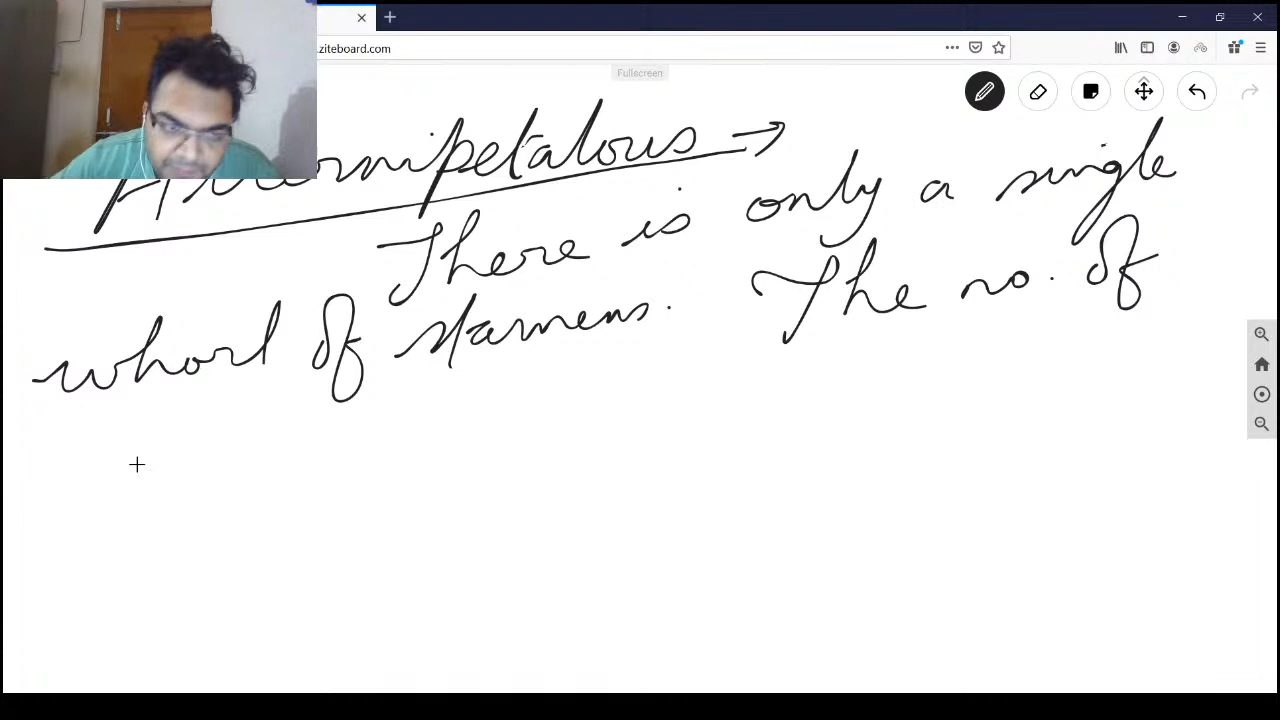 ziteboard.com
Fullscreen
There is only a single
whorl of stamens. The no. of